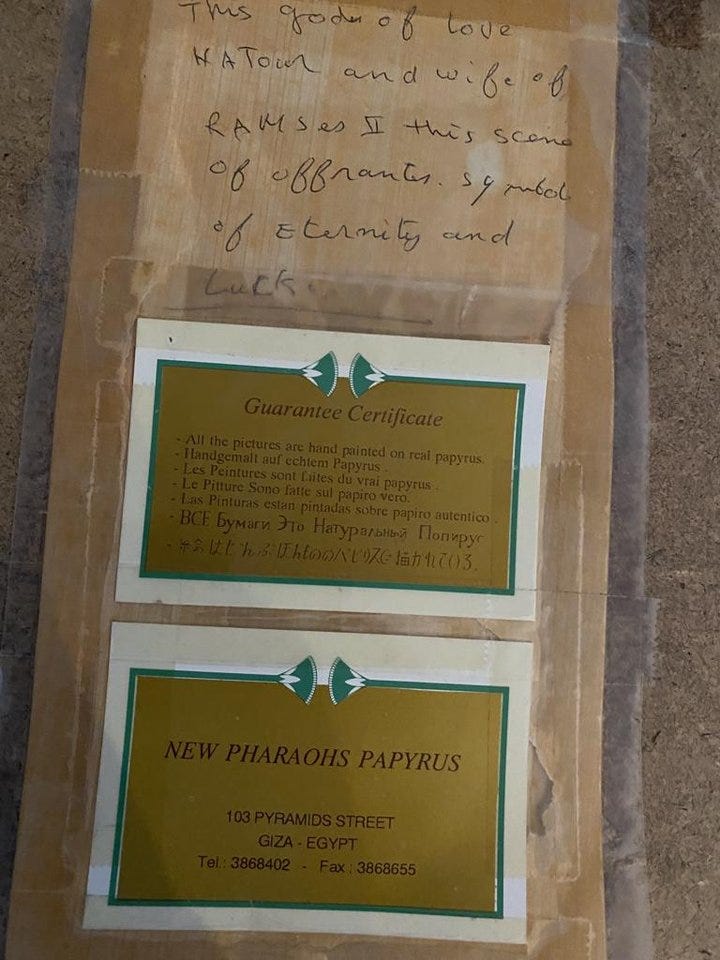 This gods of love
HATour and wife of
RAMSes II this scene
of offrantes. symbol
of Eternity and
Luck.
Guarantee Certificate
- All the pictures are hand painted on real papyrus.
- Handgemalt auf echtem Papyrus .
- Les Peintures sont faites du vrai papyrus .
- Le Pitture Sono fatte sul papiro vero.
- Las Pinturas estan pintadas sobre papiro autentico .
- ВСЕ Бумаги Это Натуральный Попирус
NEW PHARAOHS PAPYRUS
103 PYRAMIDS STREET
GIZA - EGYPT
Tel.: 3868402 - Fax : 3868655